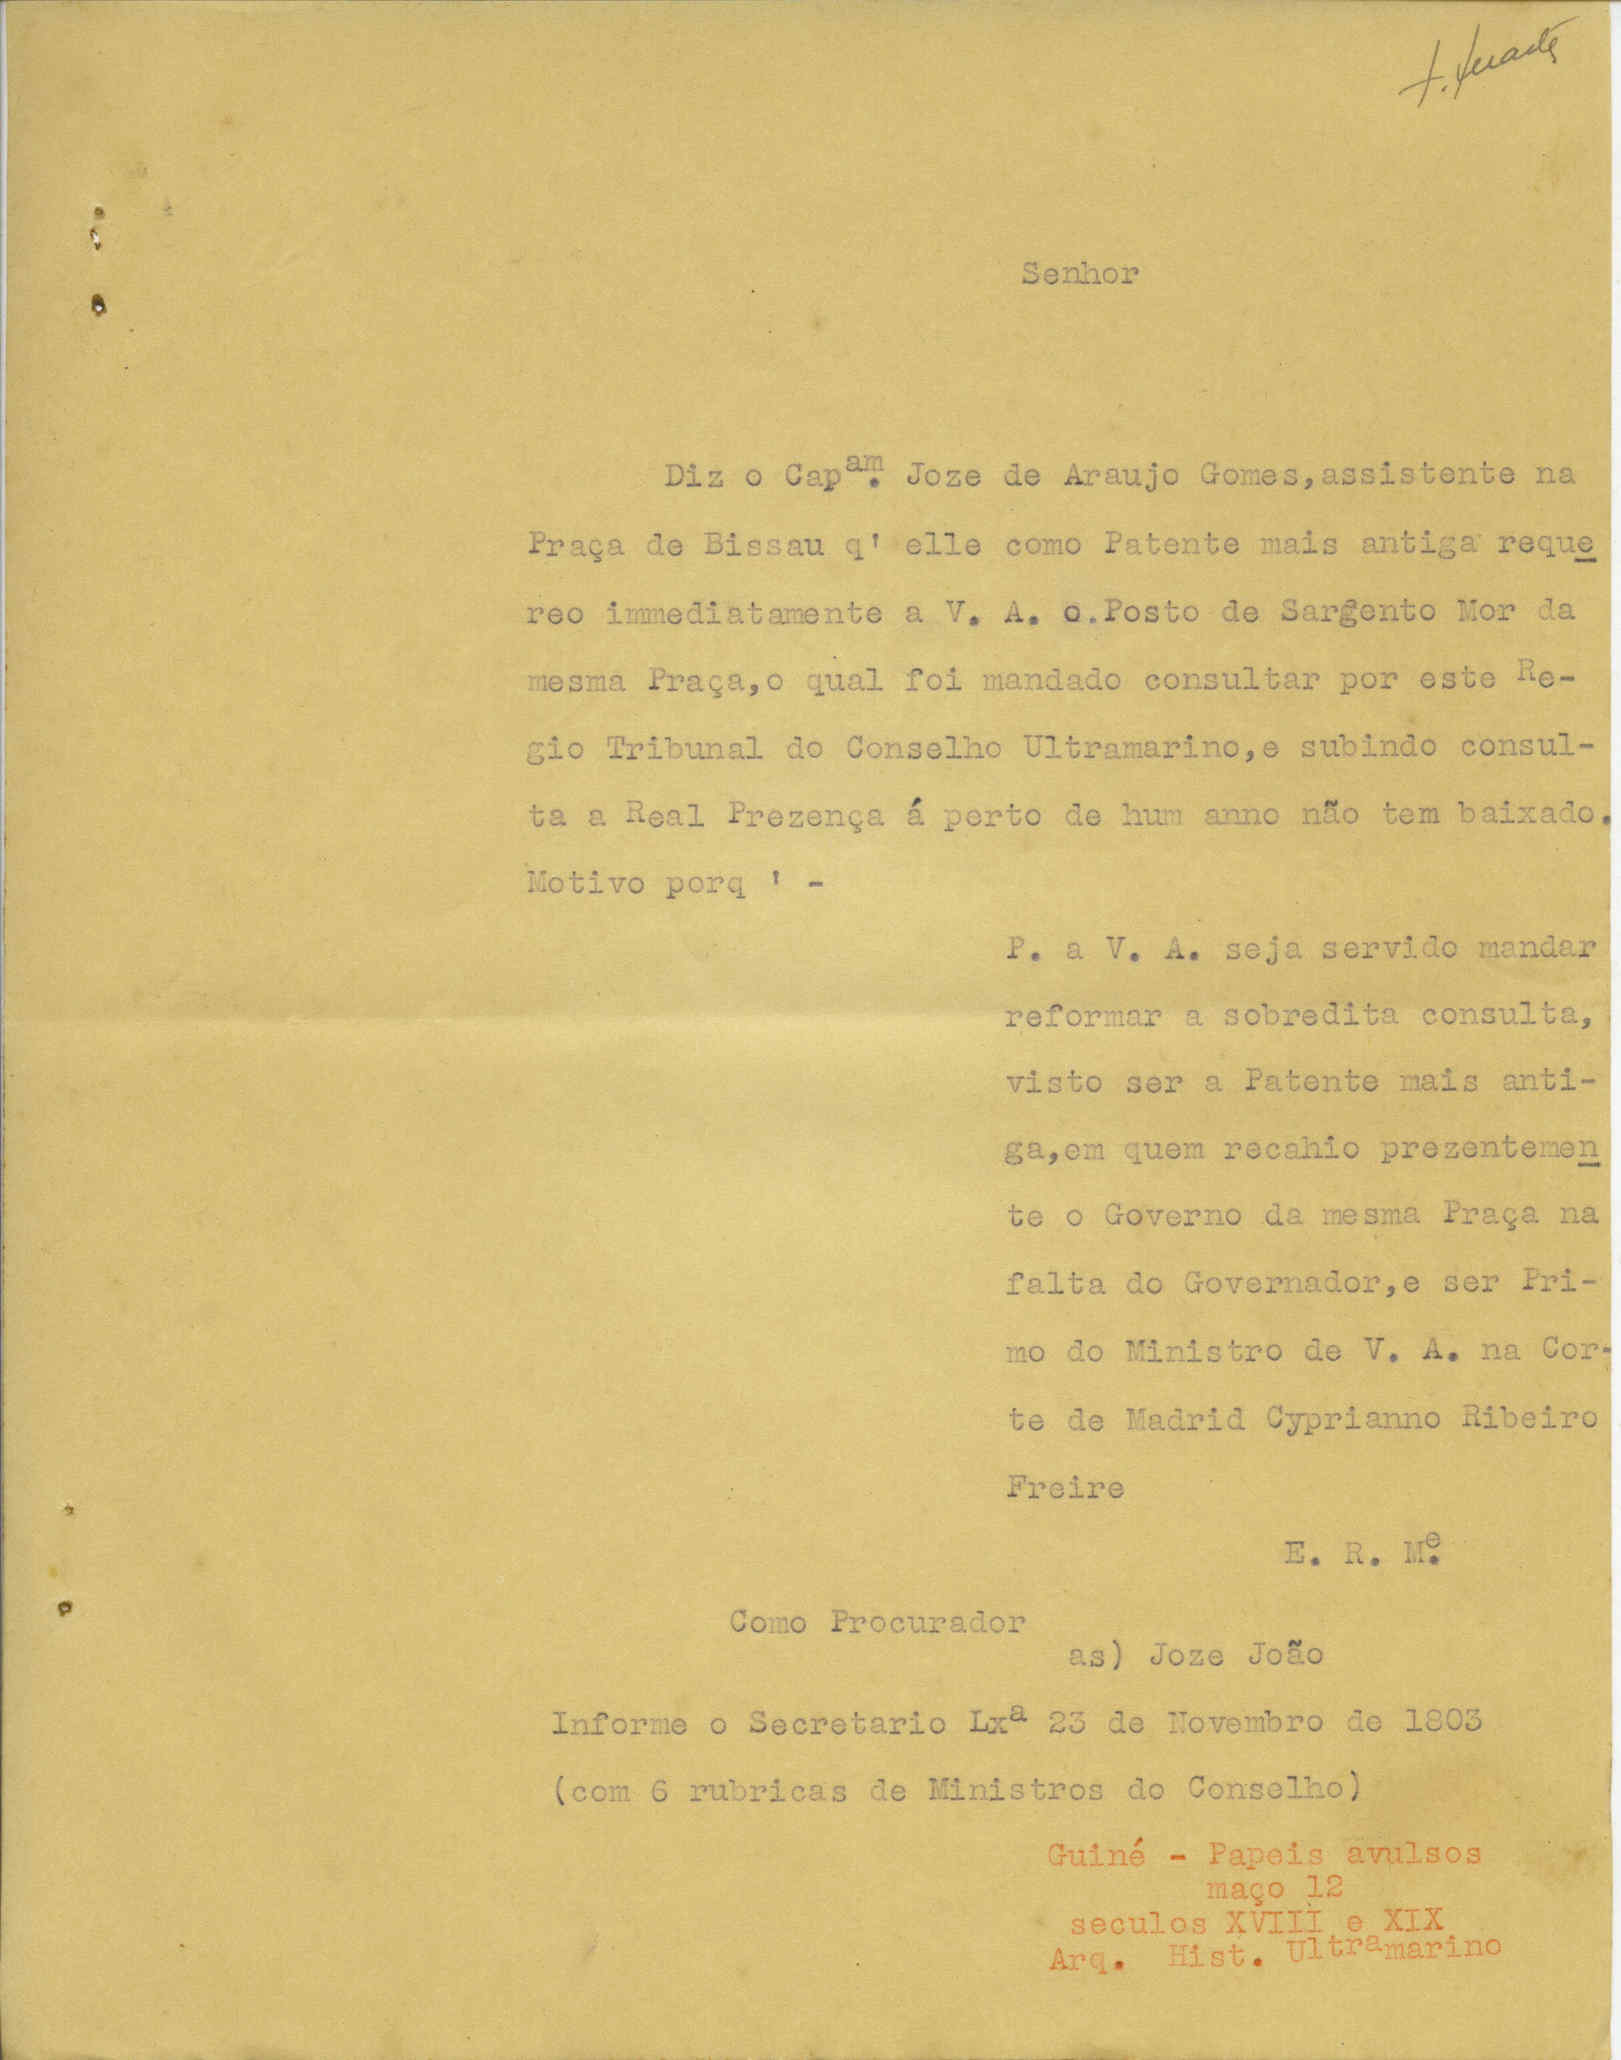 Senhor
Diz o Capam. Joze de Araujo Gomes,assistente na
Praça de Bissau q' elle como Patente mais antiga reque
reo immediatamente a V. A. o.Posto de Sargento Mor da
mesma Praça,o qual foi mandado consultar por este Re-
gio Tribunal do Conselho Ultramarino,e subindo consul-
ta a Real Prezença á perto de hum anno não tem baixado.
Motivo porq ' -
P. a V. A. seja servido mandar
reformar a sobredita consulta,
visto ser a Patente mais anti-
ga,em quem recahio prezentemen
te o Governo da mesma Praça na
falta do Governador,e ser Pri-
mo do Ministro de V. A. na Cor-
te de Madrid Cyprianno Ribeiro
Freire
E. R. Me.
Como Procurador
as) Joze João
Informe o Secretario Lxa 23 de Novembro de 1803
(com 6 rubricas de Ministros do Conselho)
Guiné - Papeis avulsos
maço 12
seculos XVIII e XIX
Arq. Hist. Ultramarino